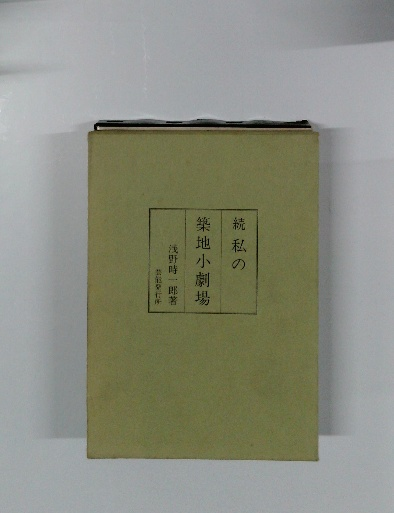 続 私の
築地小劇場
浅野時一郎著